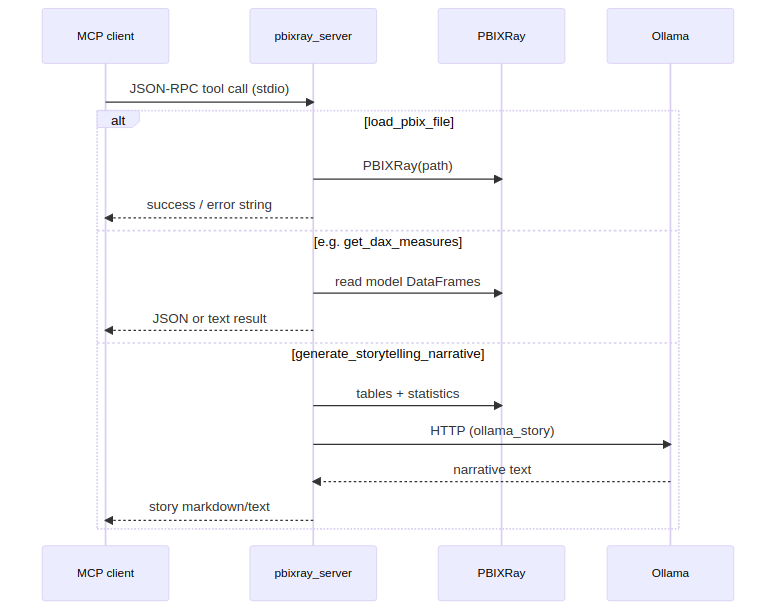 MCP client
pbixray_server
PBIXRay
Ollama
JSON-RPC tool call (stdio)
alt
[load_pbix_file]
PBIXRay(path)
success / error string
[e.g. get_dax_measures]
read model DataFrames
JSON or text result
[generate_storytelling_narrative]
tables + statistics
HTTP (ollama_story)
narrative text
story markdown/text
MCP client
pbixray_server
PBIXRay
Ollama